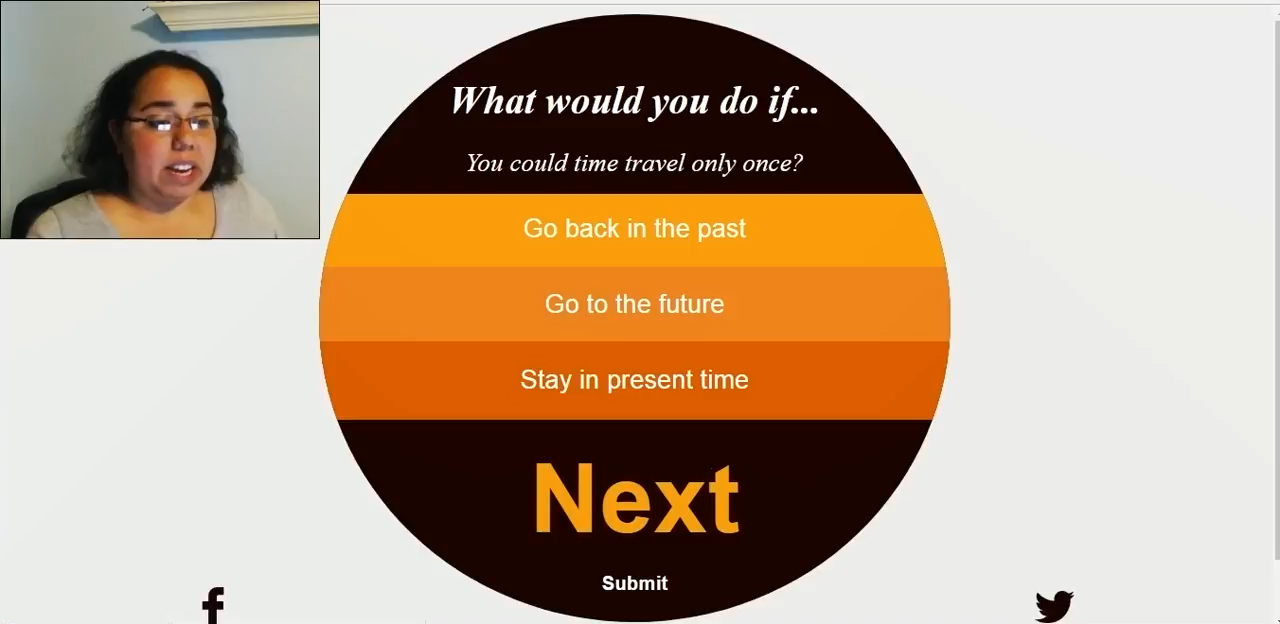 What would you do if...
You could time travel only once?
Go back in the past
Go to the future
Stay in present time
Next
Submit